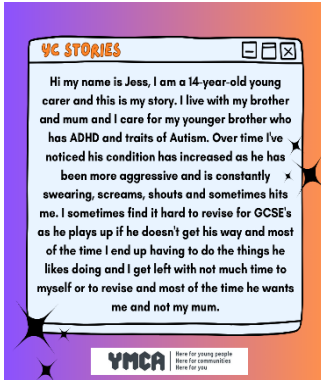 YC STORIES
Hi my name is Jess, I am a 14-year-old young
carer and this is my story. I live with my brother
and mum and I care for my younger brother who
has ADHD and traits of Autism. Over time I've
noticed his condition has increased as he has
been more aggressive and is constantly
swearing, screams, shouts and sometimes hits
me. I sometimes find it hard to revise for GCSE's
as he plays up if he doesn't get his way and most
of the time I end up having to do the things he
likes doing and I get left with not much time to
myself or to revise and most of the time he wants
me and not my mum.
YMCA
Here for young people
Here for communities
Here for you